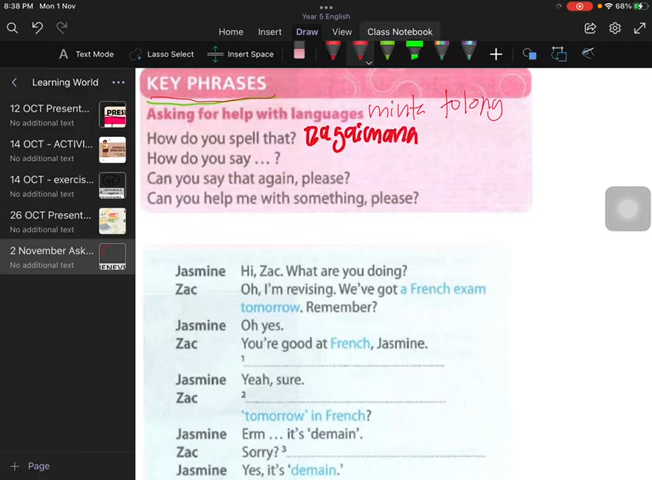 8:38 PM Mon 1 Nov
68%
Year 5 English
Home Insert Draw View Class Notebook
Text Mode Lasso Select Insert Space
Learning World
12 OCT Present...
No additional text
14 OCT - ACTIVI...
No additional text
14 OCT - exercis...
No additional text
26 OCT Present...
No additional text
2 November Ask...
No additional text
Page
KEY PHRASES
Asking for help with languages minta tolong
How do you spell that? Bagaimana
How do you say ... ?
Can you say that again, please?
Can you help me with something, please?
Jasmine Hi, Zac. What are you doing?
Zac Oh, I'm revising. We've got a French exam
tomorrow. Remember?
Jasmine Oh yes.
Zac You're good at French, Jasmine.
1
Jasmine Yeah, sure.
Zac 2
'tomorrow' in French?
Jasmine Erm ... it's 'demain'.
Zac Sorry? 3
Jasmine Yes, it's 'demain.'